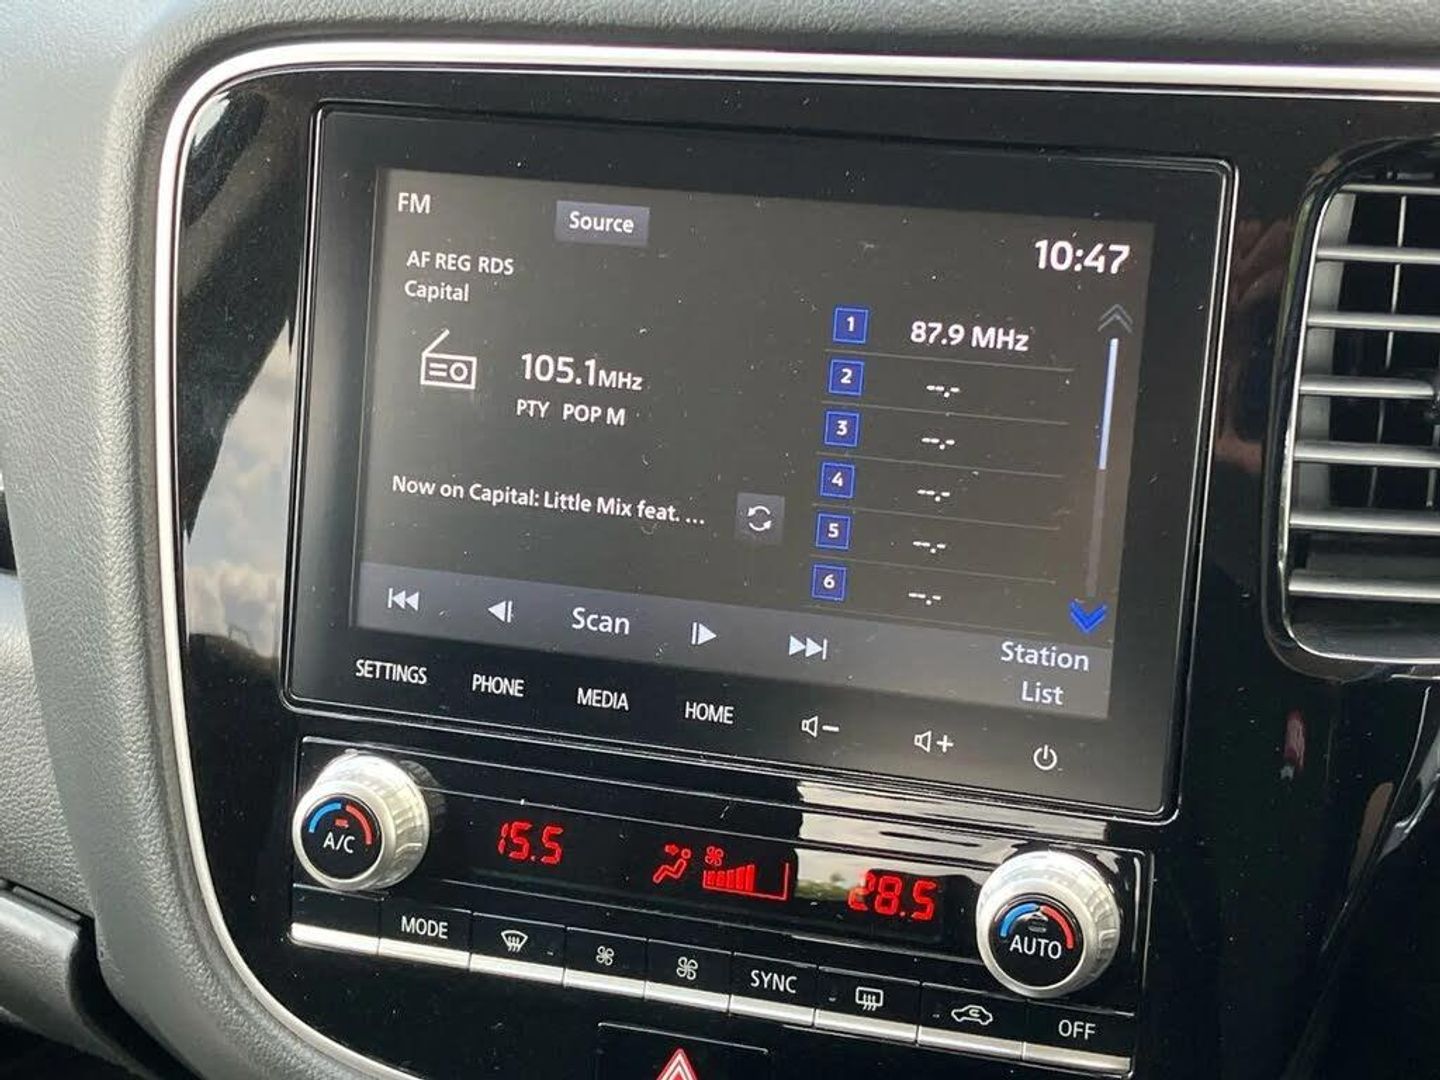 FM
Source
10:47
AF REG RDS
Capital
105.1MHz
PTY POP M
Now on Capital: Little Mix feat. ...
1 87.9 MHz
2 --.-
3 --.-
4 --.-
5 --.-
6 --.-
Scan
Station
List
SETTINGS
PHONE
MEDIA
HOME
A/C
15.5
28.5
AUTO
MODE
SYNC
OFF